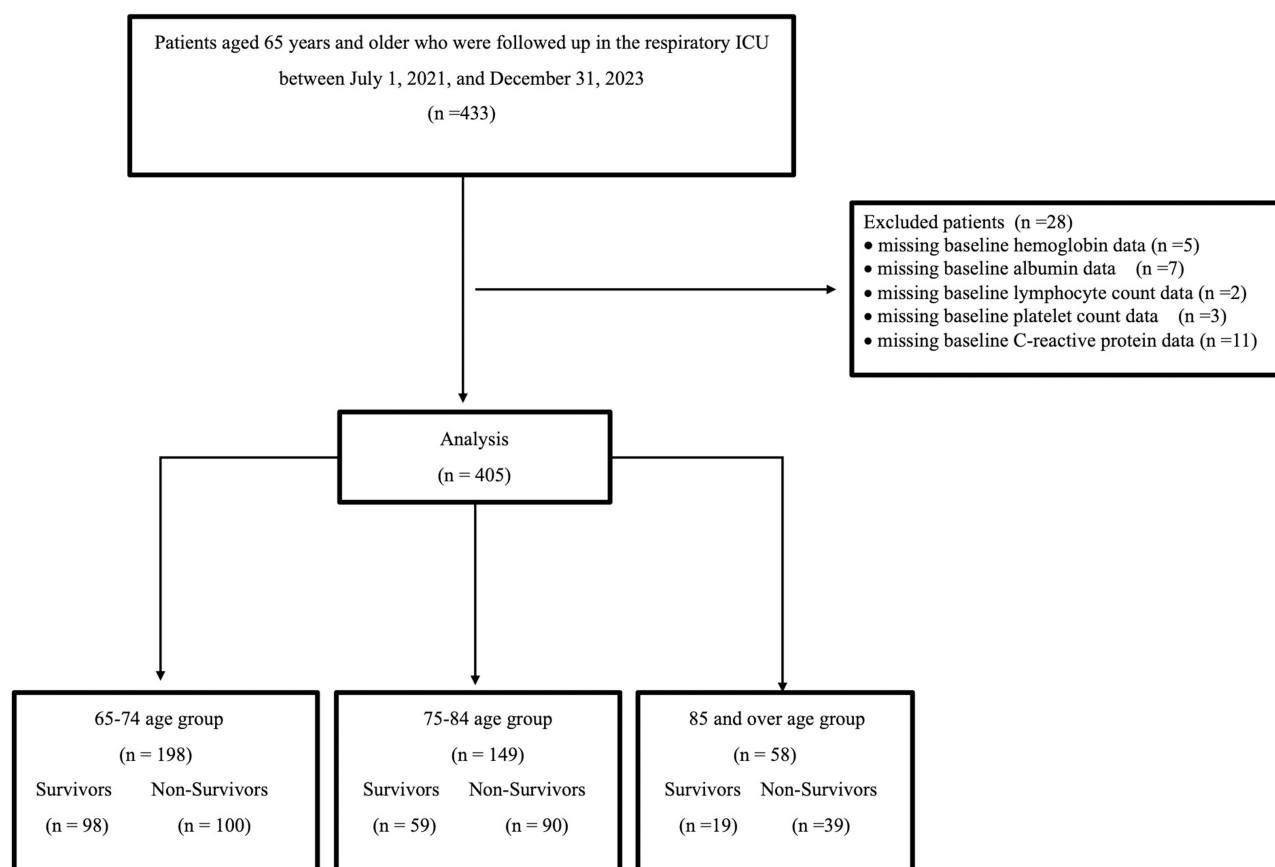 Patients aged 65 years and older who were followed up in the respiratory ICU
between July 1, 2021, and December 31, 2023
(n =433)
Excluded patients (n =28)
● missing baseline hemoglobin data (n =5)
● missing baseline albumin data (n =7)
● missing baseline lymphocyte count data (n =2)
● missing baseline platelet count data (n =3)
● missing baseline C-reactive protein data (n =11)
Analysis
(n = 405)
65-74 age group
(n = 198)
Survivors Non-Survivors
(n = 98) (n = 100)
75-84 age group
(n = 149)
Survivors Non-Survivors
(n = 59) (n = 90)
85 and over age group
(n = 58)
Survivors Non-Survivors
(n =19) (n =39)